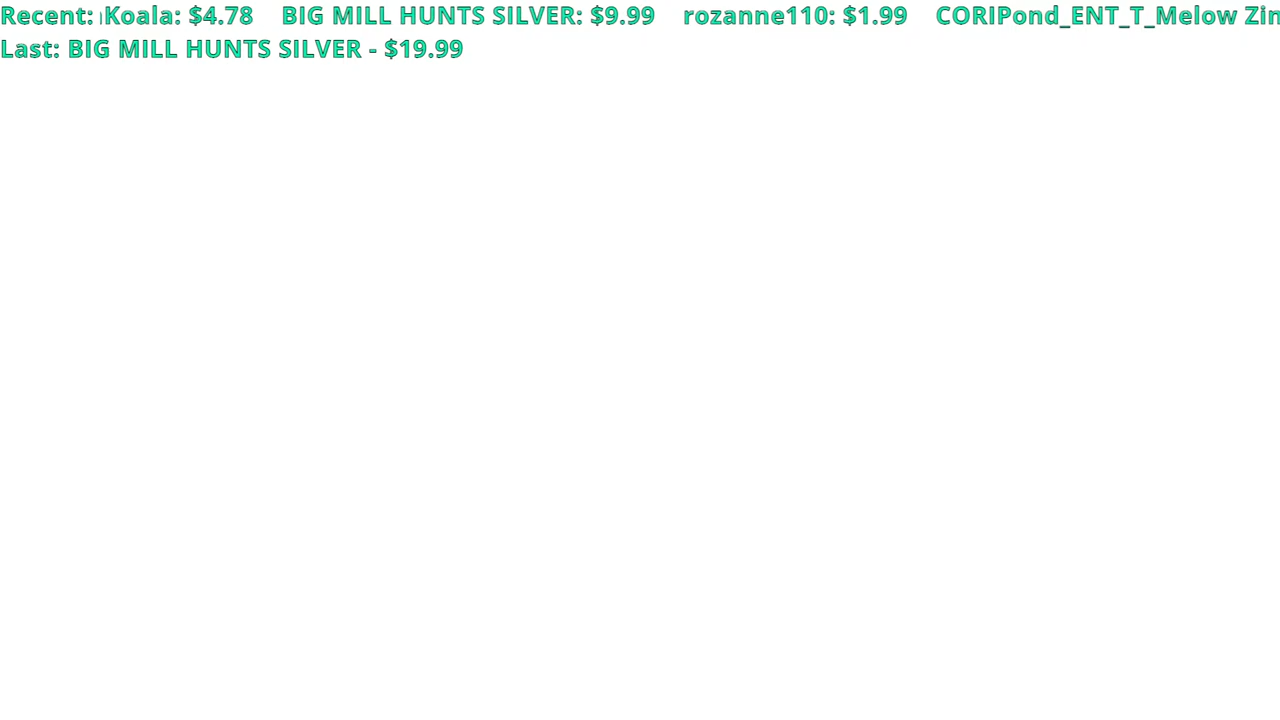 Recent: Koala: $4.78 BIG MILL HUNTS SILVER: $9.99 rozanne110: $1.99 CORIPond_ENT_T_Melow
Last: BIG MILL HUNTS SILVER - $19.99